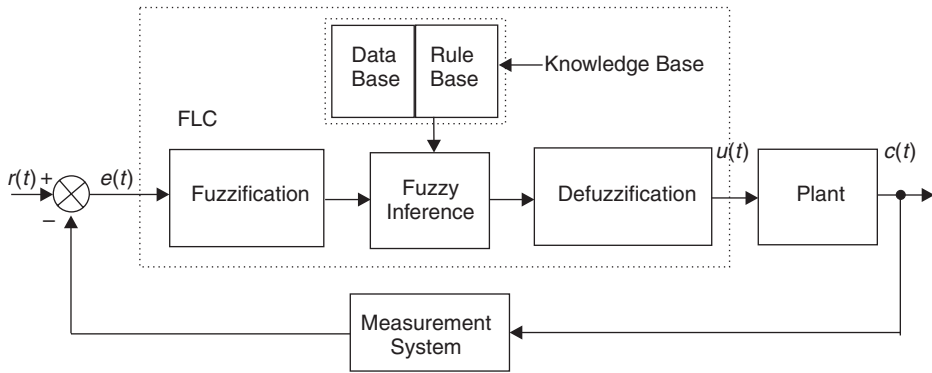 Data
Base
Rule
Base
Knowledge Base
FLC
r(t) +
−
e(t)
Fuzzification
Fuzzy
Inference
Defuzzification
u(t)
Plant
c(t)
Measurement
System